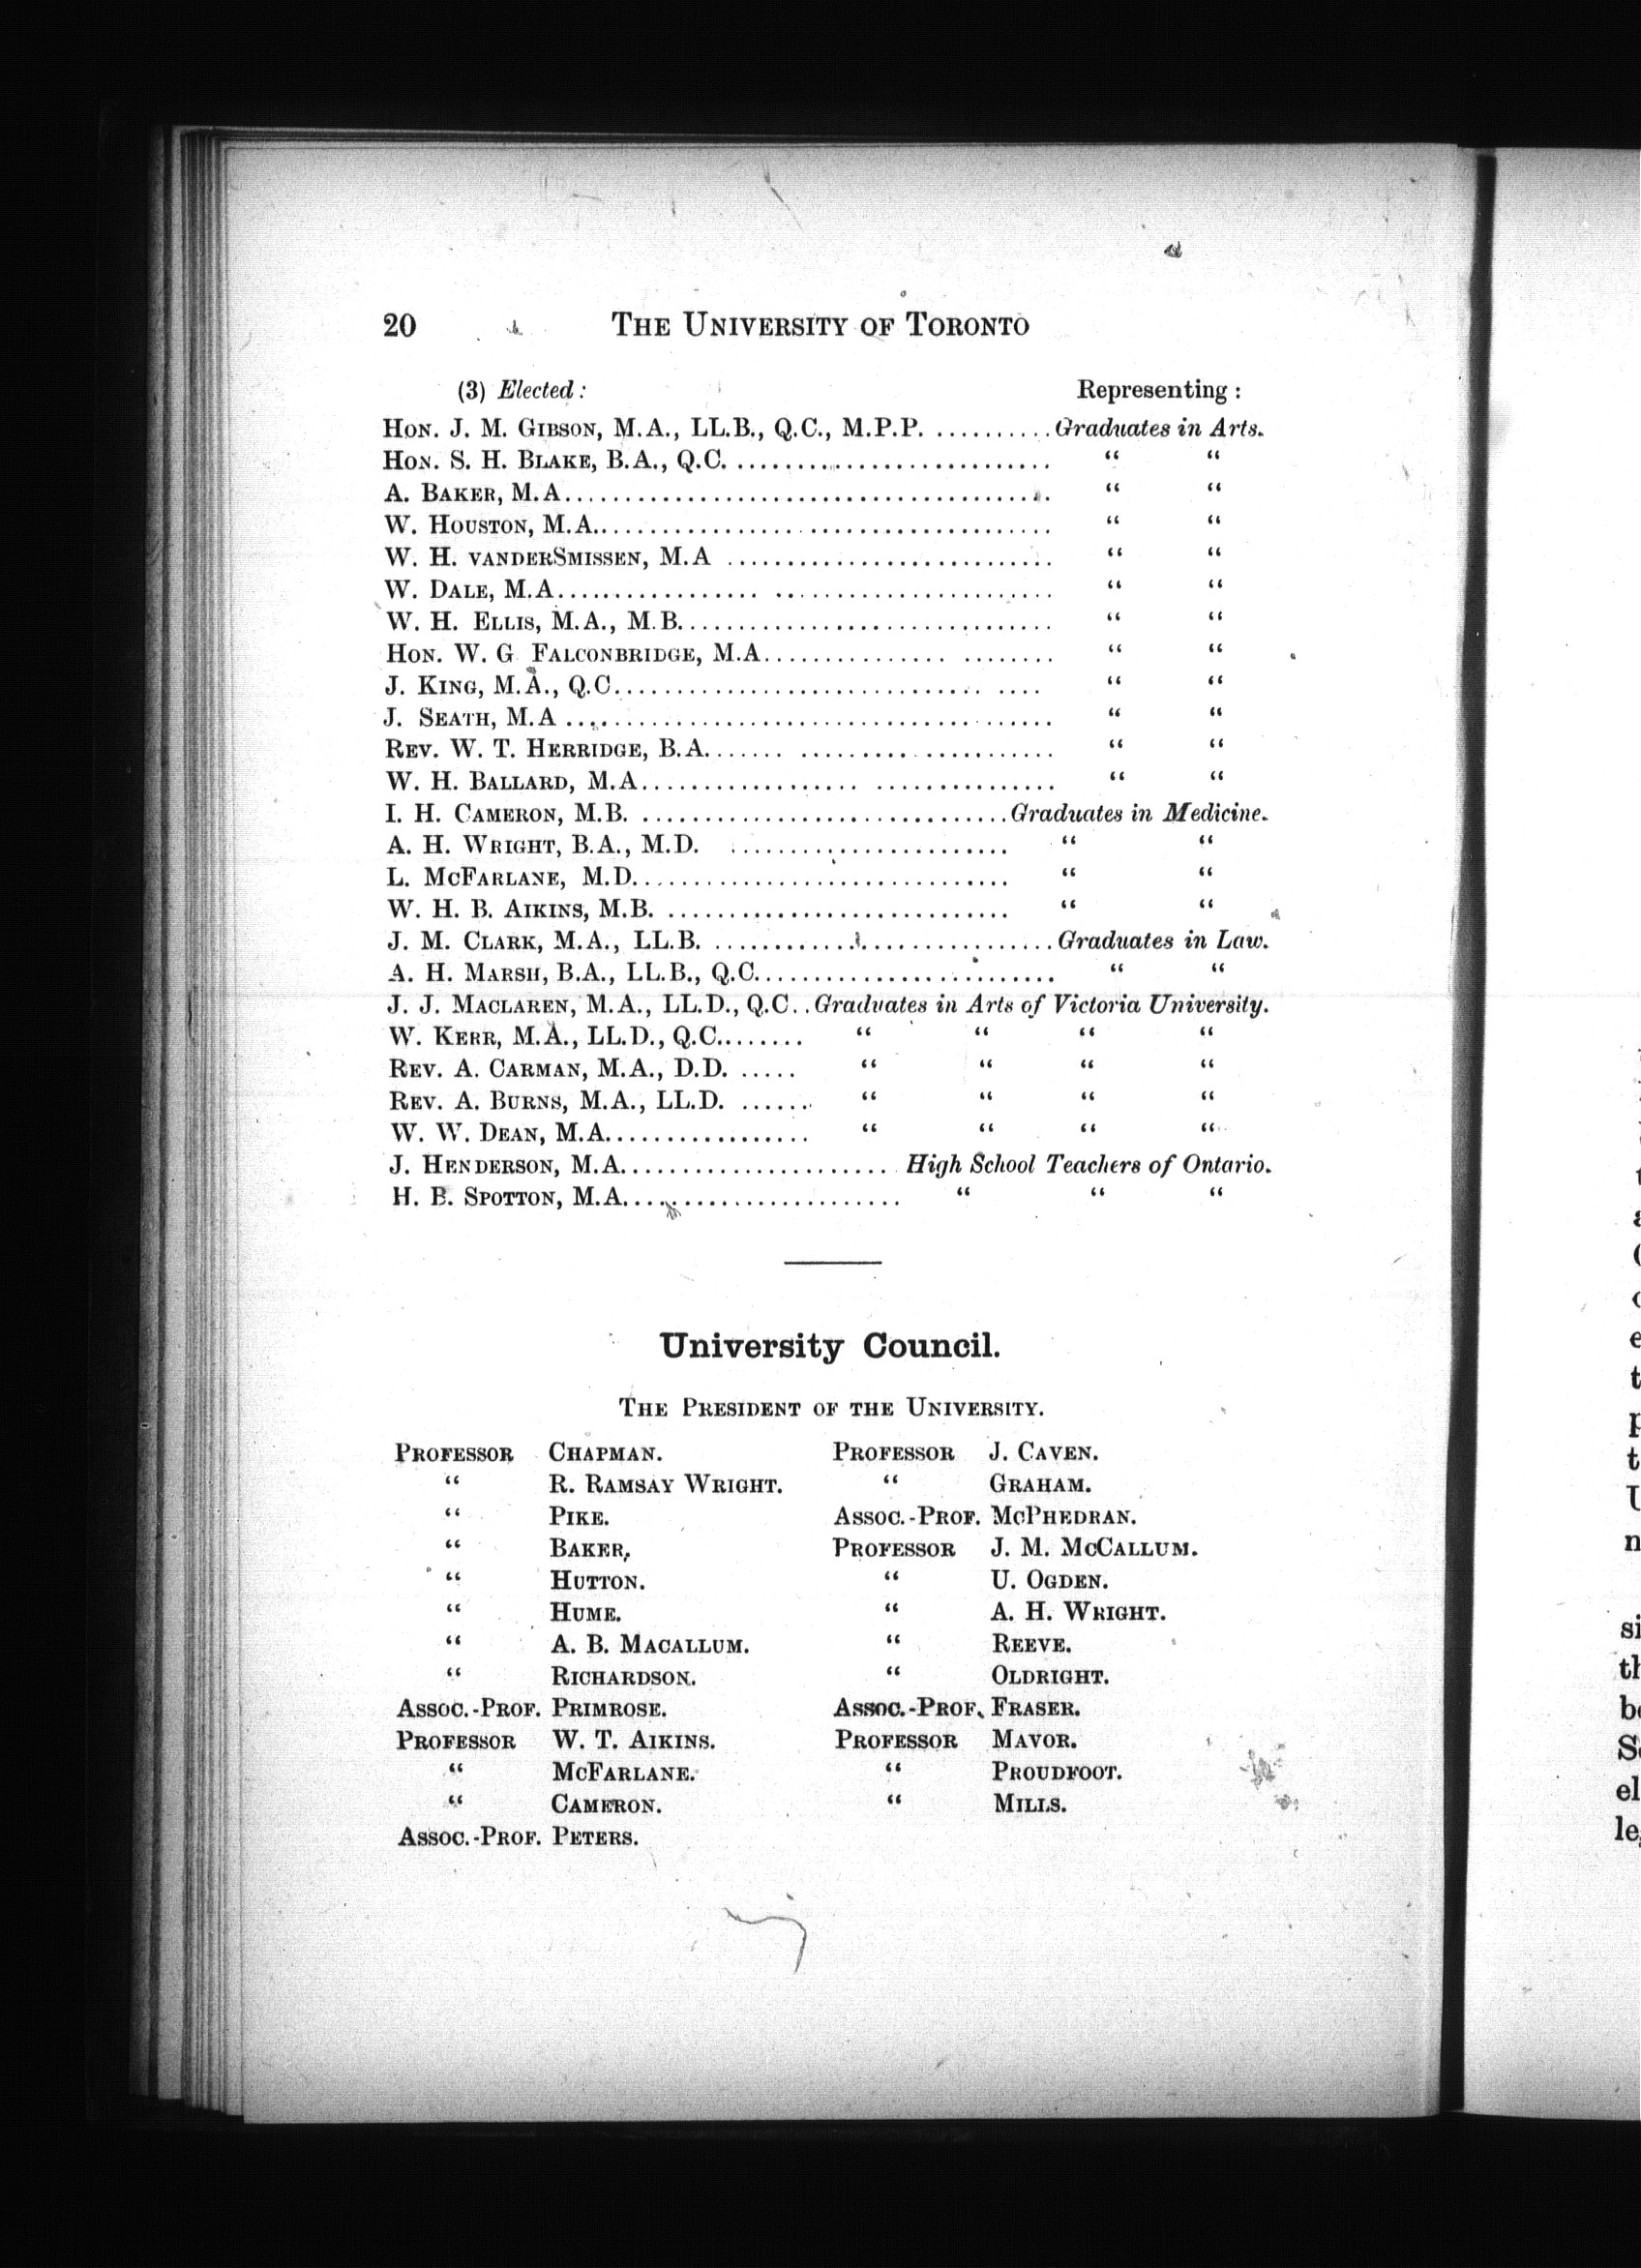 20 THE UNIVERSITY OF TORONTO
(3) Elected : Representing :
HON. J. M. GIBSON, M.A., LL.B., Q.C., M.P.P. .......... Graduates in Arts.
HON. S. H. BLAKE, B.A., Q.C. ............................ “ “
A. BAKER, M.A......................................... “ “
W. HOUSTON, M.A....................................... “ “
W. H. VANDERSMISSEN, M.A ............................ “ “
W. DALE, M.A................. ........................ “ “
W. H. ELLIS, M.A., M.B................................ “ “
HON. W. G FALCONBRIDGE, M.A............... ........ “ “
J. KING, M.A., Q.C............................... .... “ “
J. SEATH, M.A .......................................... “ “
REV. W. T. HERRIDGE, B.A....... ...................... “ “
W. H. BALLARD, M.A................... ............... “ “
I. H. CAMERON, M.B. ................................ Graduates in Medicine.
A. H. WRIGHT, B.A., M.D. ........................ “ “
L. MCFARLANE, M.D................................ “ “
W. H. B. AIKINS, M.B. .............................. “ “
J. M. CLARK, M.A., LL.B. .............................. Graduates in Law.
A. H. MARSH, B.A., LL.B., Q.C.......................... “ “
J. J. MACLAREN, M.A., LL.D., Q.C. . Graduates in Arts of Victoria University.
W. KERR, M.A., LL.D., Q.C........ “ “ “ “
REV. A. CARMAN, M.A., D.D. ..... “ “ “ “
REV. A. BURNS, M.A., LL.D. ...... “ “ “ “
W. W. DEAN, M.A.................. “ “ “ “
J. HENDERSON, M.A....................... High School Teachers of Ontario.
H. B. SPOTTON, M.A........................ “ “ “
University Council.
THE PRESIDENT OF THE UNIVERSITY.
PROFESSOR CHAPMAN. PROFESSOR J. CAVEN.
“ R. RAMSAY WRIGHT. “ GRAHAM.
“ PIKE. ASSOC.-PROF. MCPHEDRAN.
“ BAKER. PROFESSOR J. M. MCCALLUM.
“ HUTTON. “ U. OGDEN.
“ HUME. “ A. H. WRIGHT.
“ A. B. MACALLUM. “ REEVE.
“ RICHARDSON. “ OLDRIGHT.
ASSOC.-PROF. PRIMROSE. ASSOC.-PROF. FRASER.
PROFESSOR W. T. AIKINS. PROFESSOR MAVOR.
“ MCFARLANE. “ PROUDFOOT.
“ CAMERON. “ MILLS.
ASSOC.-PROF. PETERS.